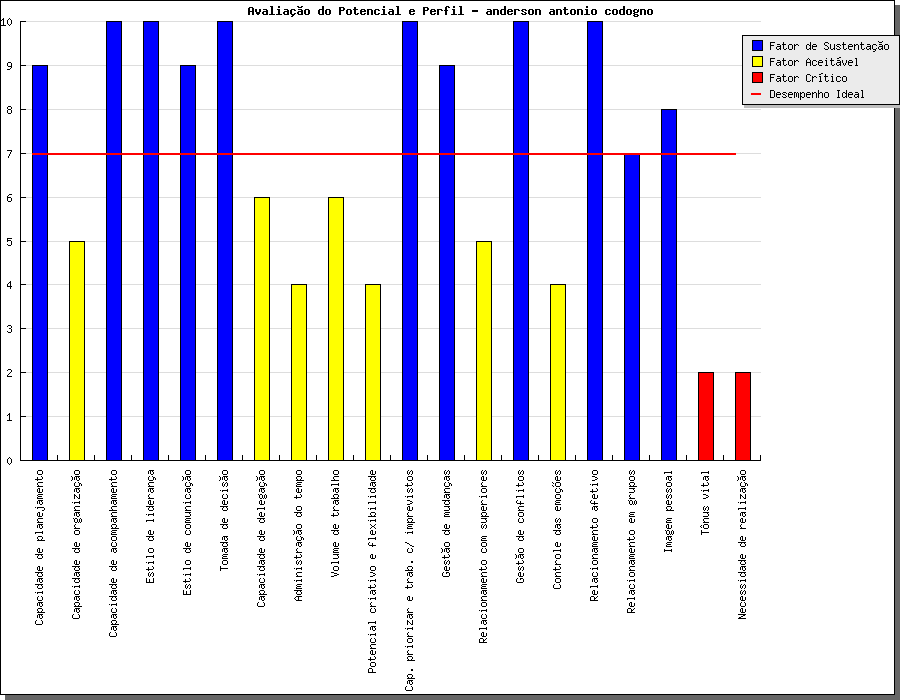 Avaliação do Potencial e Perfil - anderson antonio codogno
Fator de Sustentação
Fator Aceitável
Fator Crítico
Desempenho Ideal
10
9
8
7
6
5
4
3
2
1
0
Capacidade de planejamento
Capacidade de organização
Capacidade de acompanhamento
Estilo de liderança
Estilo de comunicação
Tomada de decisão
Capacidade de delegação
Administração do tempo
Volume de trabalho
Potencial criativo e flexibilidade
Cap. priorizar e trab. c/ imprevistos
Gestão de mudanças
Relacionamento com superiores
Gestão de conflitos
Controle das emoções
Relacionamento afetivo
Relacionamento em grupos
Imagem pessoal
Tônus vital
Necessidade de realização